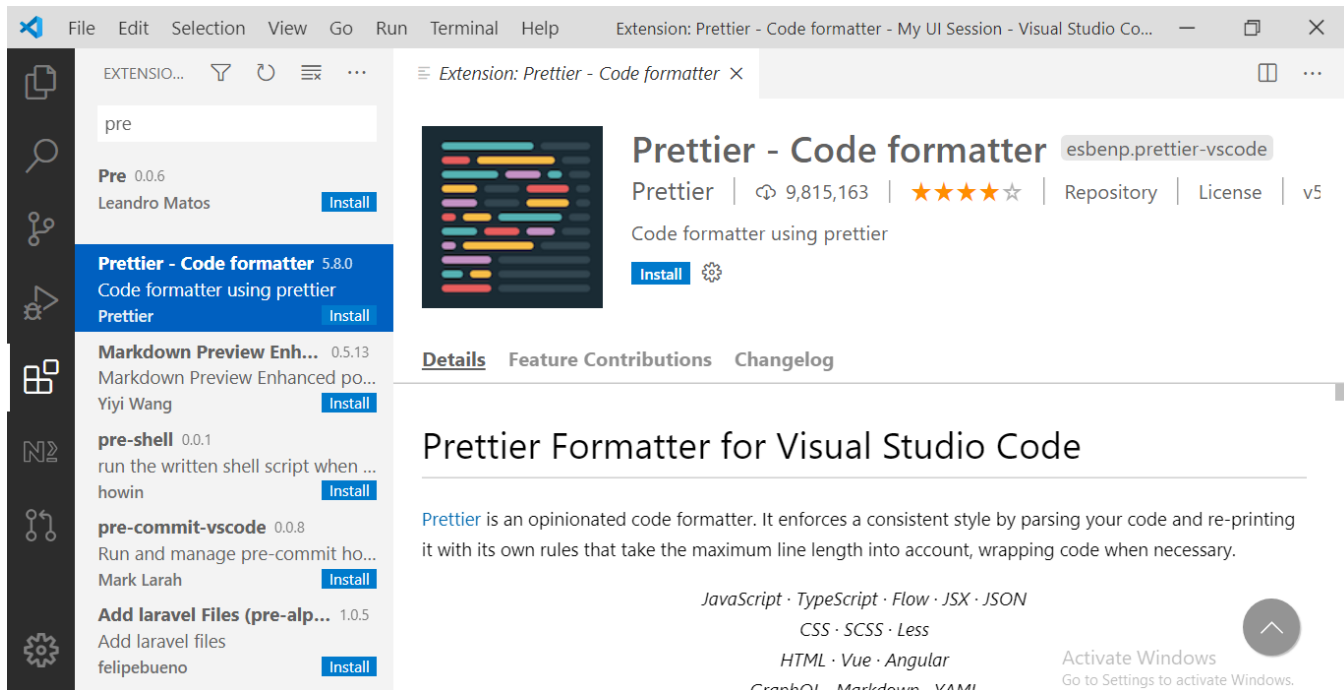 File Edit Selection View Go Run Terminal Help Extension: Prettier - Code formatter - My UI Session - Visual Studio Co...
EXTENSIO...
pre
Pre 0.0.6
Leandro Matos Install
Prettier - Code formatter 5.8.0
Code formatter using prettier
Prettier Install
Markdown Preview Enh... 0.5.13
Markdown Preview Enhanced po...
Yiyi Wang Install
pre-shell 0.0.1
run the written shell script when ...
howin Install
pre-commit-vscode 0.0.8
Run and manage pre-commit ho...
Mark Larah Install
Add laravel Files (pre-alp... 1.0.5
Add laravel files
felipebueno Install
Extension: Prettier - Code formatter
Prettier - Code formatter esbenp.prettier-vscode
Prettier 9,815,163 Repository License v5
Code formatter using prettier
Install
Details Feature Contributions Changelog
Prettier Formatter for Visual Studio Code
Prettier is an opinionated code formatter. It enforces a consistent style by parsing your code and re-printing
it with its own rules that take the maximum line length into account, wrapping code when necessary.
JavaScript · TypeScript · Flow · JSX · JSON
CSS · SCSS · Less
HTML · Vue · Angular
GraphQL · Markdown · YAML
Activate Windows
Go to Settings to activate Windows.